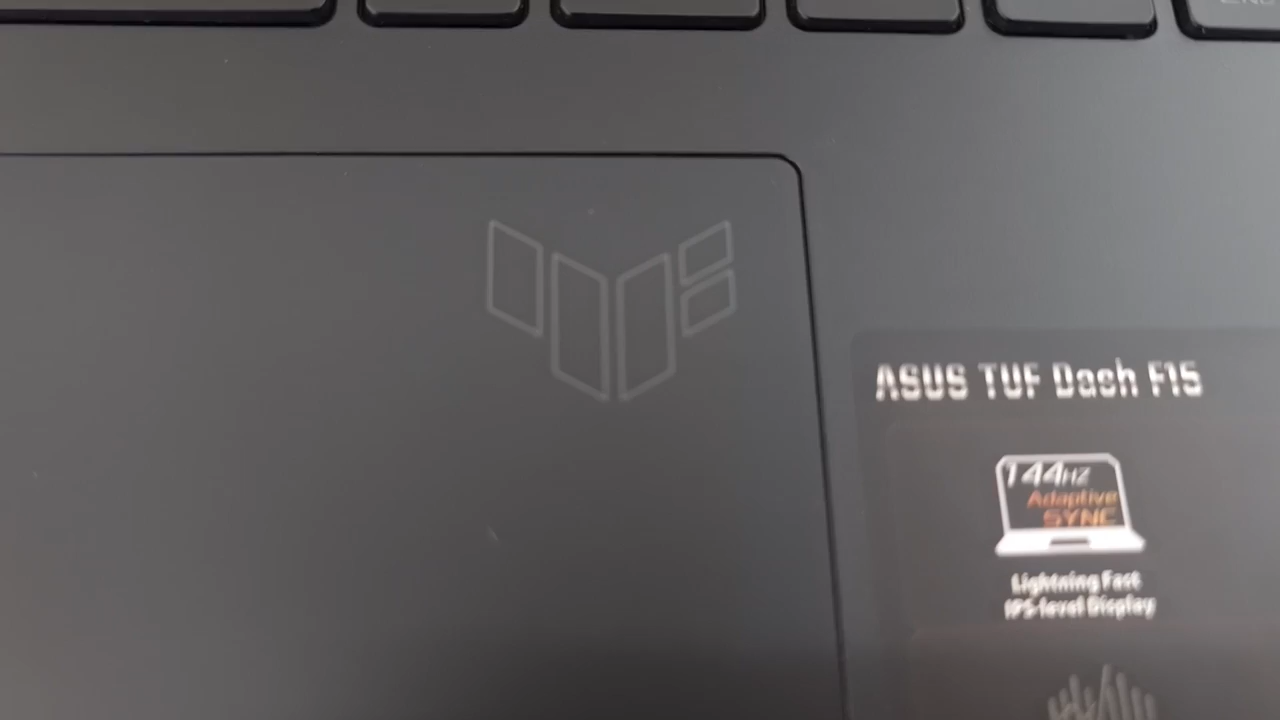 ASUS TUF Dash F15
144HZ
Adaptive
SYNC
Lightning Fast
IPS-level Display